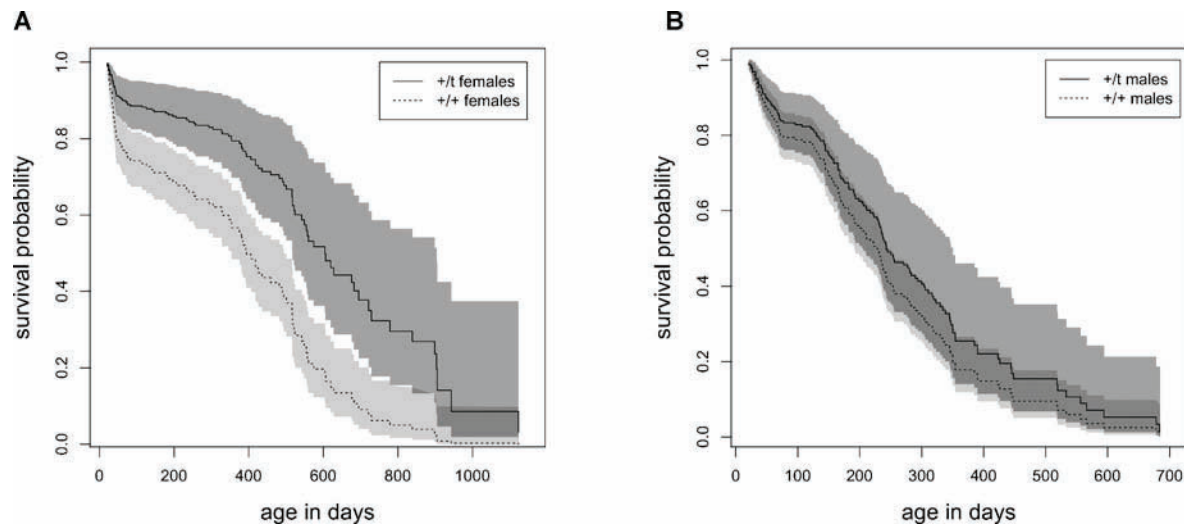 A
+/t females
+/+ females
survival probability
1.0
0.8
0.6
0.4
0.2
0.0
0 200 400 600 800 1000
age in days
B
+/t males
+/+ males
survival probability
1.0
0.8
0.6
0.4
0.2
0.0
0 100 200 300 400 500 600 700
age in days